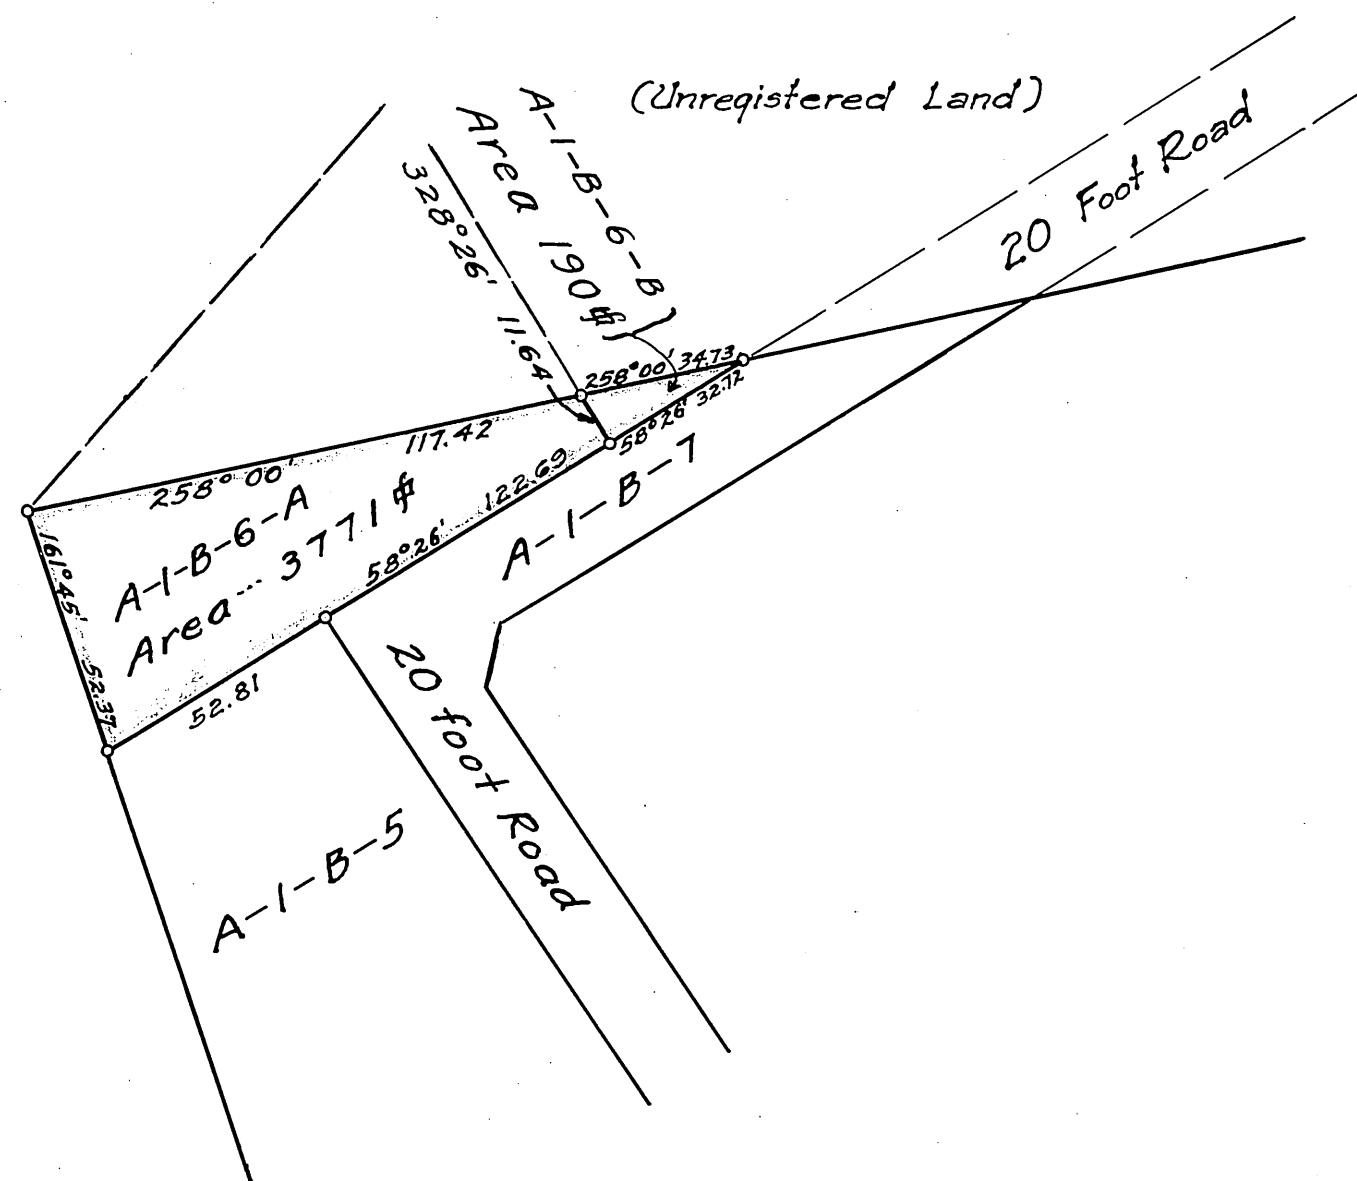 (Unregistered Land)
20 Foot Road
A-1-B-6-B
Area 190 ⏍
328°26' 11.64
258°00' 34.73
58°26' 32.72
258°00' 117.42
A-1-B-6-A
Area... 3771 ⏍
161°45' 52.37
58°26' 122.69
52.81
A-1-B-7
20 foot Road
A-1-B-5